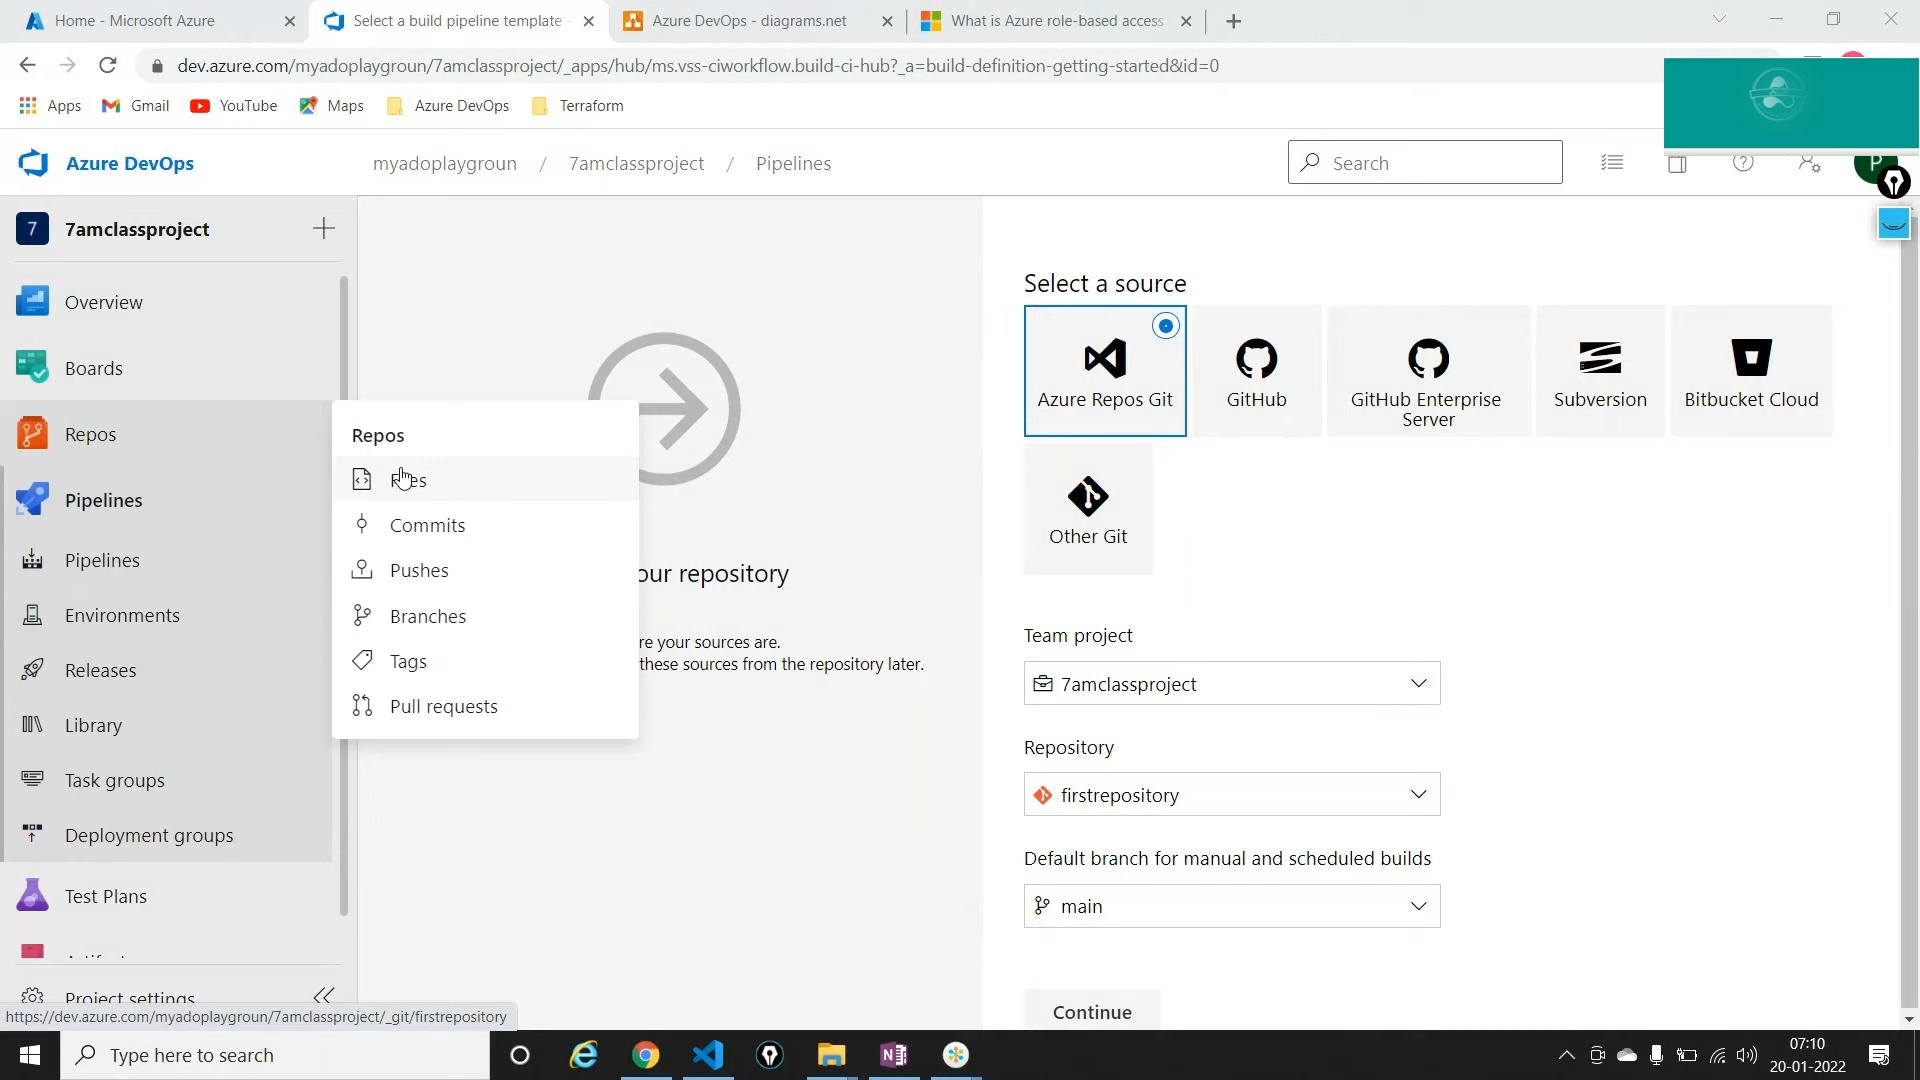 Home - Microsoft Azure
Select a build pipeline template
Azure DevOps - diagrams.net
What is Azure role-based access
dev.azure.com/myadoplaygroun/7amclassproject/_apps/hub/ms.vss-ciworkflow.build-ci-hub?_a=build-definition-getting-started&id=0
Apps
Gmail
YouTube
Maps
Azure DevOps
Terraform
Azure DevOps
myadoplaygroun / 7amclassproject / Pipelines
Search
P
7 7amclassproject
Overview
Boards
Repos
Pipelines
Pipelines
Environments
Releases
Library
Task groups
Deployment groups
Test Plans
Project settings
https://dev.azure.com/myadoplaygroun/7amclassproject/_git/firstrepository
Repos
Commits
Pushes
Branches
Tags
Pull requests
our repository
re your sources are.
these sources from the repository later.
Select a source
Azure Repos Git
GitHub
GitHub Enterprise
Server
Subversion
Bitbucket Cloud
Other Git
Team project
7amclassproject
Repository
firstrepository
Default branch for manual and scheduled builds
main
Continue
Type here to search
07:10
20-01-2022